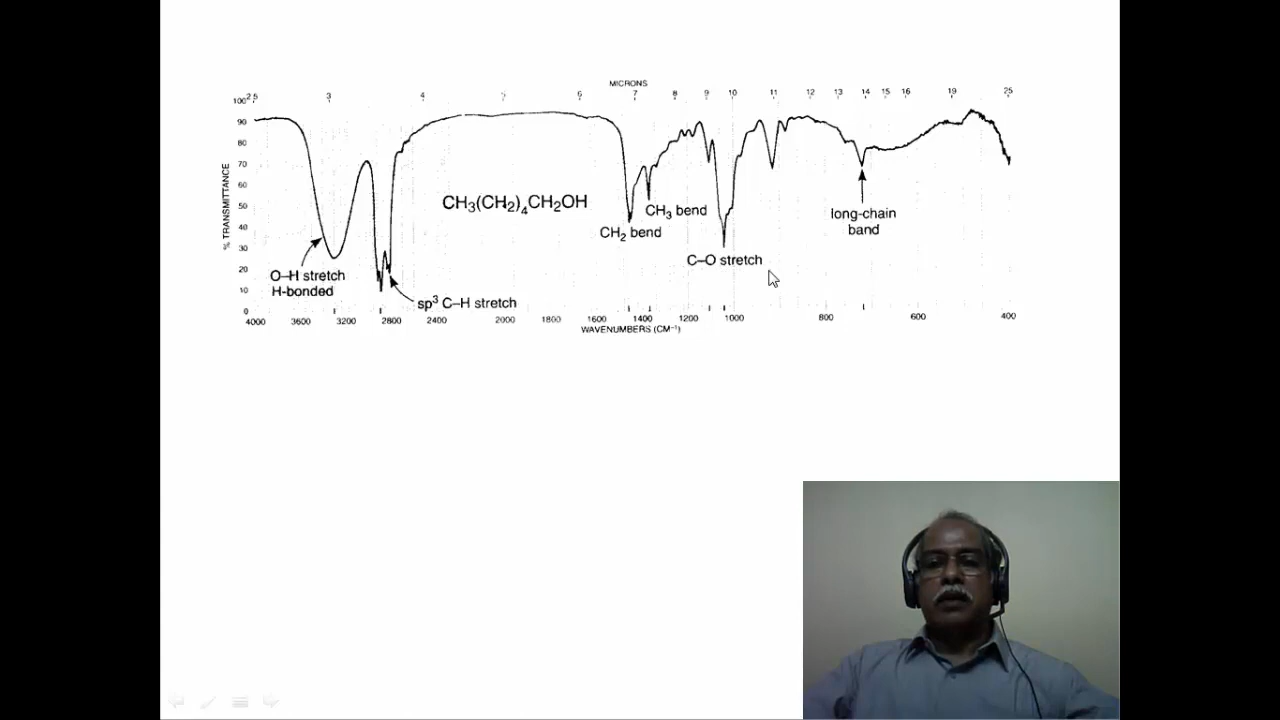 MICRONS
2.5 3 4 5 6 7 8 9 10 11 12 13 14 15 16 19 25
100
90
80
70
60
50
40
30
20
10
0
% TRANSMITTANCE
CH₃(CH₂)₄CH₂OH
O–H stretch
H-bonded
sp³ C–H stretch
CH₂ bend
CH₃ bend
C–O stretch
long-chain
band
4000 3600 3200 2800 2400 2000 1800 1600 1400 1200 1000 800 600 400
WAVENUMBERS (CM⁻¹)